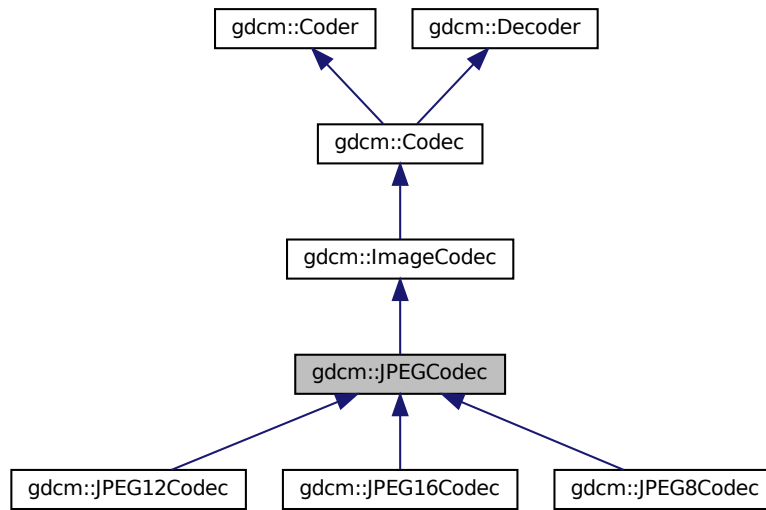 gdcm::Coder
gdcm::Decoder
gdcm::Codec
gdcm::ImageCodec
gdcm::JPEGCodec
gdcm::JPEG12Codec
gdcm::JPEG16Codec
gdcm::JPEG8Codec